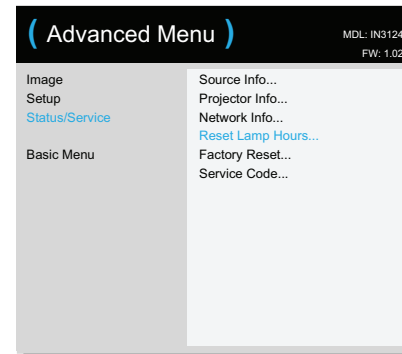 ( Advanced Menu )
MDL: IN3124
FW: 1.02
Image
Setup
Status/Service
Basic Menu
Source Info...
Projector Info...
Network Info...
Reset Lamp Hours...
Factory Reset...
Service Code...